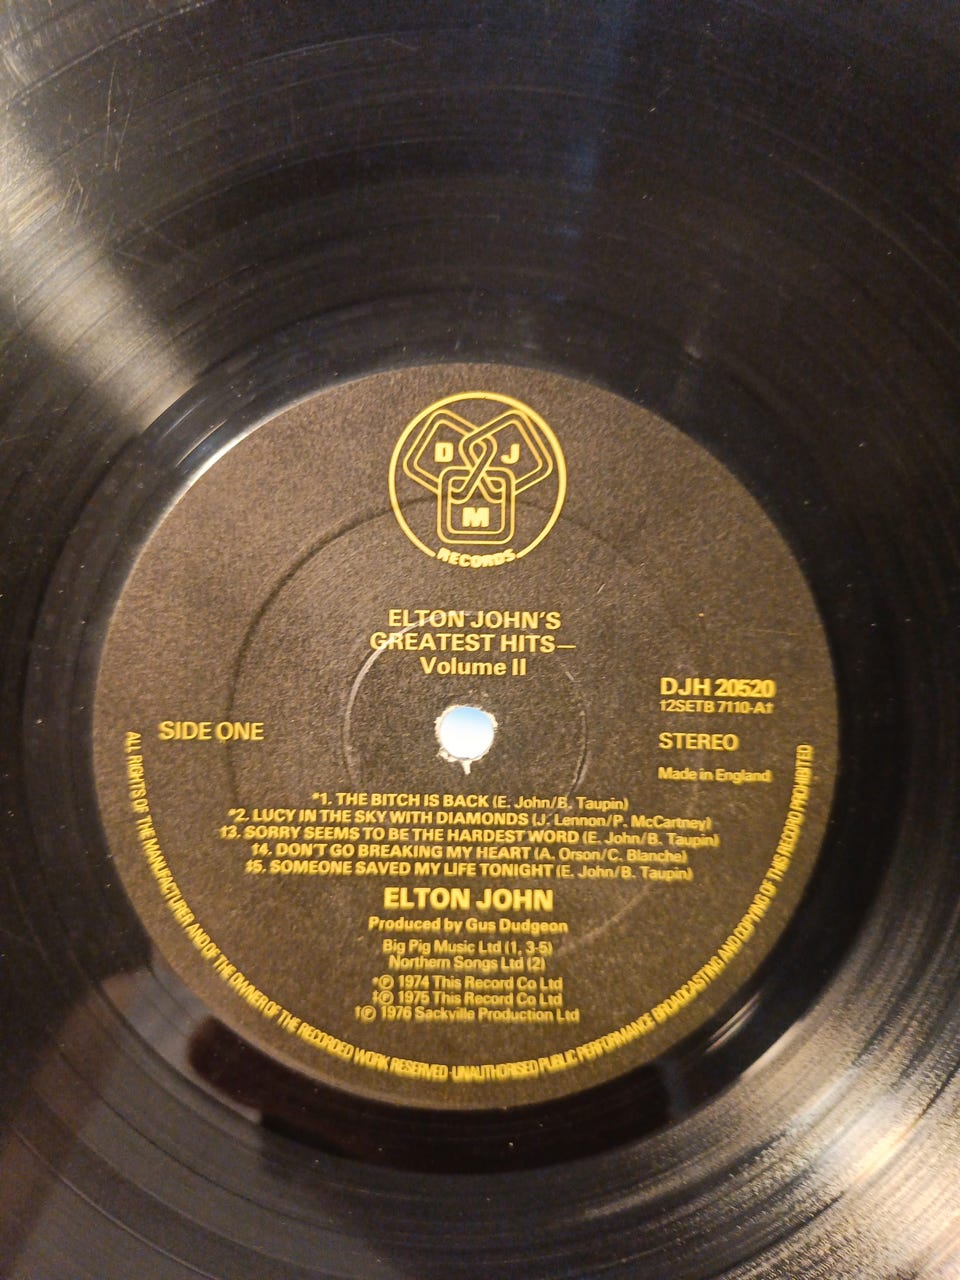 D J
M
RECORDS
ELTON JOHN'S
GREATEST HITS—
Volume II
DJH 20520
†2SETB 7110-A†
SIDE ONE
STEREO
Made in England
*1. THE BITCH IS BACK (E. John/B. Taupin)
*2. LUCY IN THE SKY WITH DIAMONDS (J. Lennon/P. McCartney)
†3. SORRY SEEMS TO BE THE HARDEST WORD (E. John/B. Taupin)
†4. DON'T GO BREAKING MY HEART (A. Orson/C. Blanche)
‡5. SOMEONE SAVED MY LIFE TONIGHT (E. John/B. Taupin)
ELTON JOHN
Produced by Gus Dudgeon
Big Pig Music Ltd (1, 3-5)
Northern Songs Ltd (2)
*℗ 1974 This Record Co Ltd
‡℗ 1975 This Record Co Ltd
†℗ 1976 Sackville Production Ltd
ALL RIGHTS OF THE MANUFACTURER AND OF THE OWNER OF THE RECORDED WORK RESERVED · UNAUTHORISED PUBLIC PERFORMANCE BROADCASTING AND COPYING OF THIS RECORD PROHIBITED